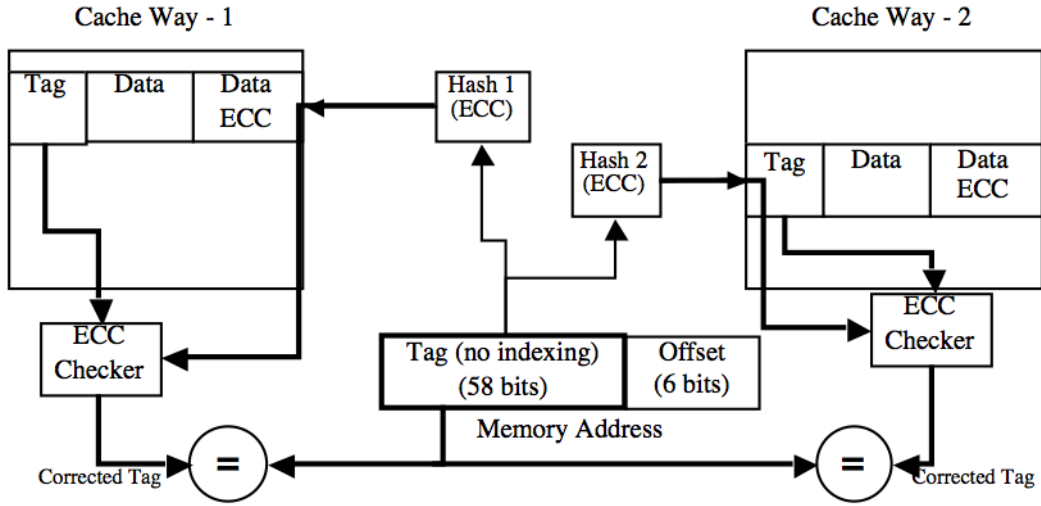 Cache Way - 1
Cache Way - 2
Tag
Data
Data
ECC
Hash 1
(ECC)
Hash 2
(ECC)
Tag
Data
Data
ECC
ECC
Checker
Tag (no indexing)
(58 bits)
Offset
(6 bits)
ECC
Checker
Memory Address
Corrected Tag
=
=
Corrected Tag